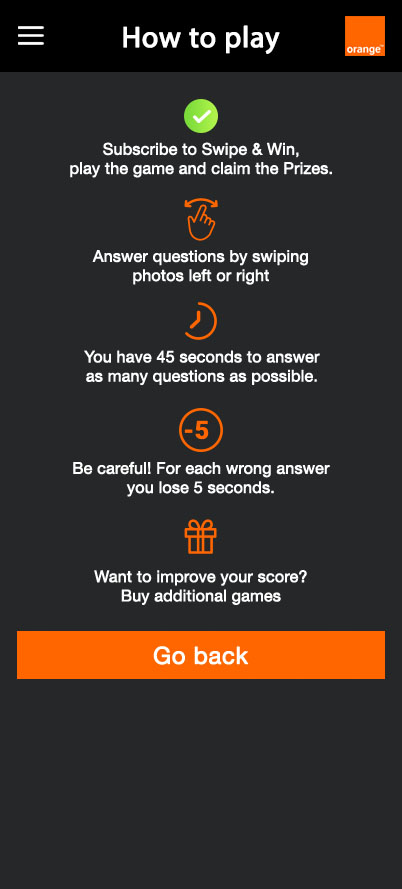 How to play
orange™
Subscribe to Swipe & Win,
play the game and claim the Prizes.
Answer questions by swiping
photos left or right
You have 45 seconds to answer
as many questions as possible.
-5
Be careful! For each wrong answer
you lose 5 seconds.
Want to improve your score?
Buy additional games
Go back